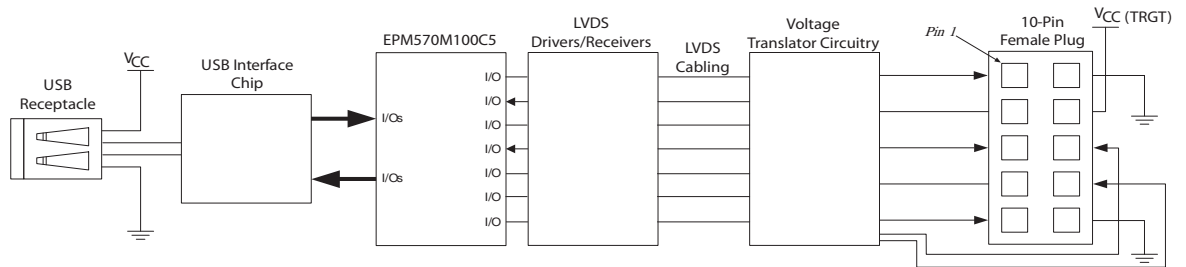 USB
Receptacle
VCC
USB Interface
Chip
EPM570M100C5
I/Os
I/Os
I/O
I/O
I/O
I/O
I/O
I/O
I/O
LVDS
Drivers/Receivers
LVDS
Cabling
Voltage
Translator Circuitry
Pin 1
10-Pin
Female Plug
VCC (TRGT)